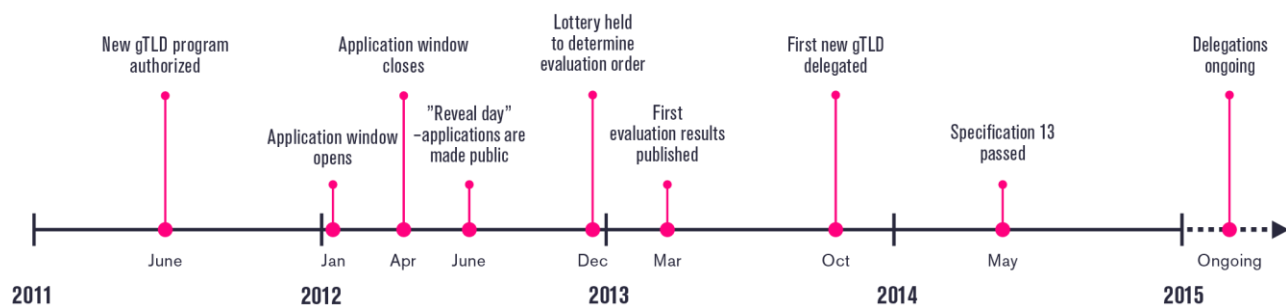 New gTLD program
authorized
Application window
opens
Application window
closes
"Reveal day"
–applications are
made public
Lottery held
to determine
evaluation order
First
evaluation results
published
First new gTLD
delegated
Specification 13
passed
Delegations
ongoing
June
Jan
Apr
June
Dec
Mar
Oct
May
Ongoing
2011
2012
2013
2014
2015